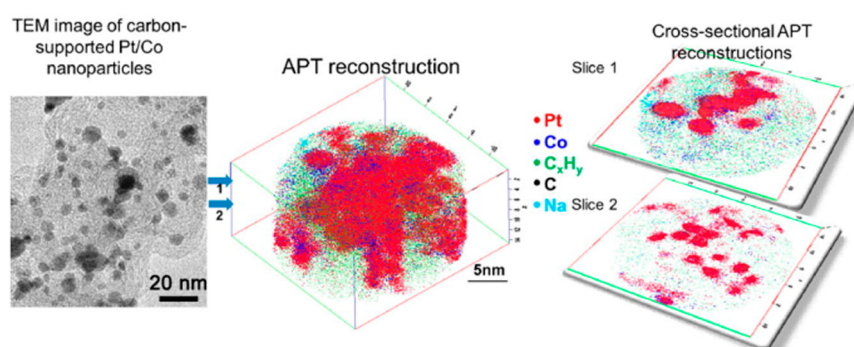 TEM image of carbon-
supported Pt/Co
nanoparticles
20 nm
APT reconstruction
1
2
5nm
Pt
Co
CxHy
C
Na
Cross-sectional APT
reconstructions
Slice 1
Slice 2